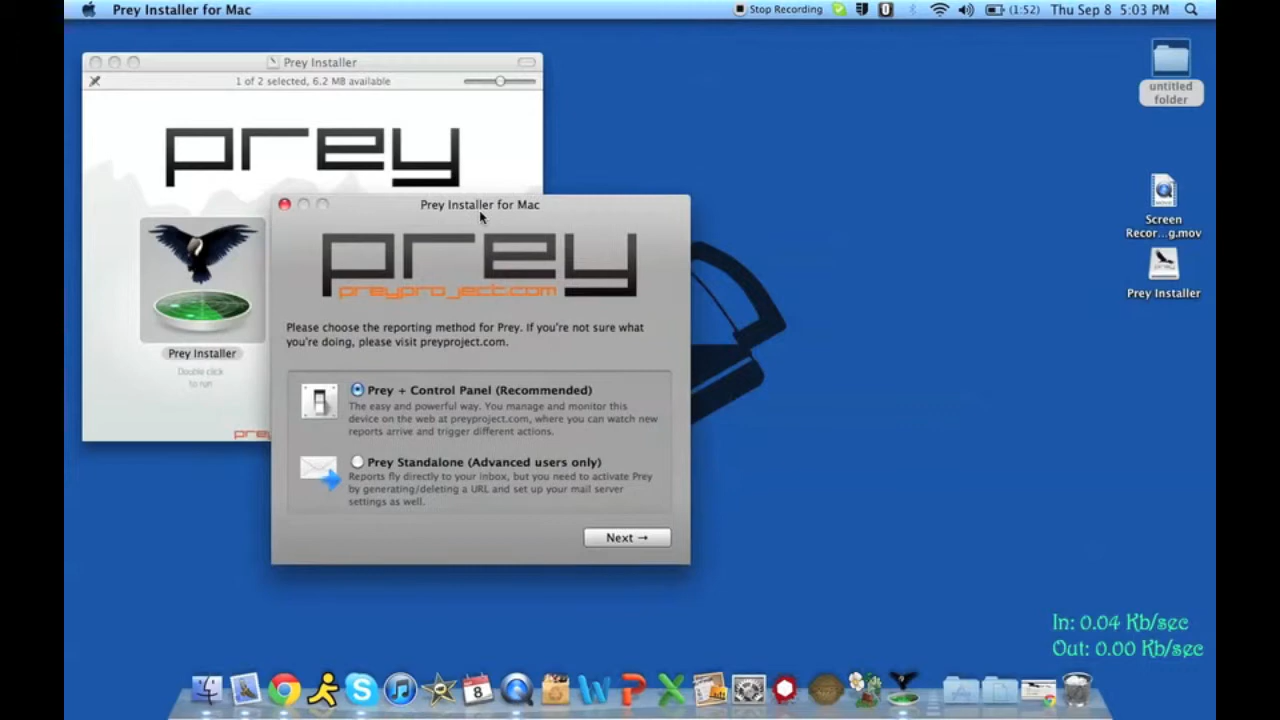 Prey Installer for Mac
Stop Recording
(1:52) Thu Sep 8 5:03 PM
Prey Installer
1 of 2 selected, 6.2 MB available
prey
Prey Installer
Double click
to run
prey
Prey Installer for Mac
prey
preyproject.com
Please choose the reporting method for Prey. If you're not sure what
you're doing, please visit preyproject.com.
Prey + Control Panel (Recommended)
The easy and powerful way. You manage and monitor this
device on the web at preyproject.com, where you can watch new
reports arrive and trigger different actions.
Prey Standalone (Advanced users only)
Reports fly directly to your inbox, but you need to activate Prey
by generating/deleting a URL and set up your mail server
settings as well.
Next →
untitled
folder
Screen
Recor...g.mov
Prey Installer
In: 0.04 Kb/sec
Out: 0.00 Kb/sec
8